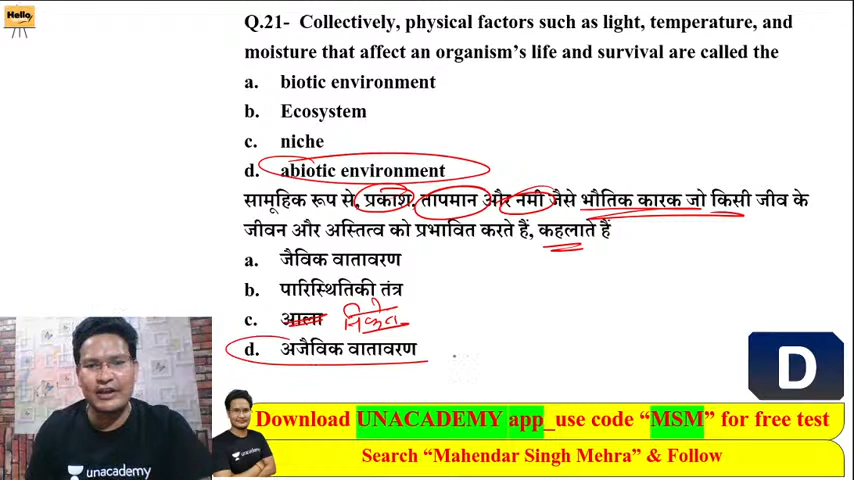 Hello,
Q.21- Collectively, physical factors such as light, temperature, and
moisture that affect an organism's life and survival are called the
a. biotic environment
b. Ecosystem
c. niche
d. abiotic environment
सामूहिक रूप से, प्रकाश, तापमान और नमी जैसे भौतिक कारक जो किसी जीव के
जीवन और अस्तित्व को प्रभावित करते हैं, कहलाते हैं
a. जैविक वातावरण
b. पारिस्थितिकी तंत्र
c. आला
d. अजैविक वातावरण
D
unacademy
unacademy
Download UNACADEMY app_use code “MSM” for free test
Search “Mahendar Singh Mehra” & Follow